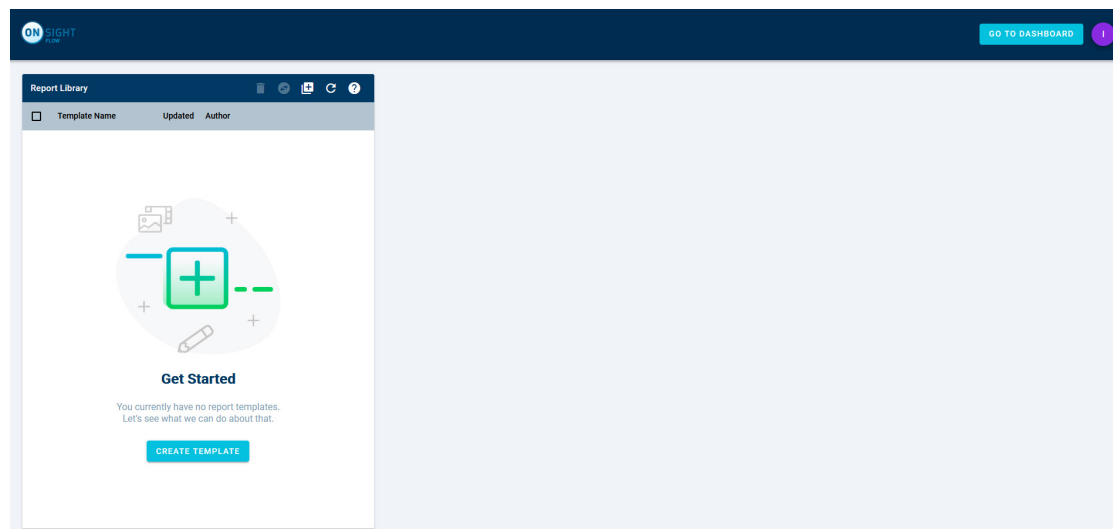 ON SIGHT
FLOW
GO TO DASHBOARD
I
Report Library
Template Name Updated Author
Get Started
You currently have no report templates.
Let's see what we can do about that.
CREATE TEMPLATE